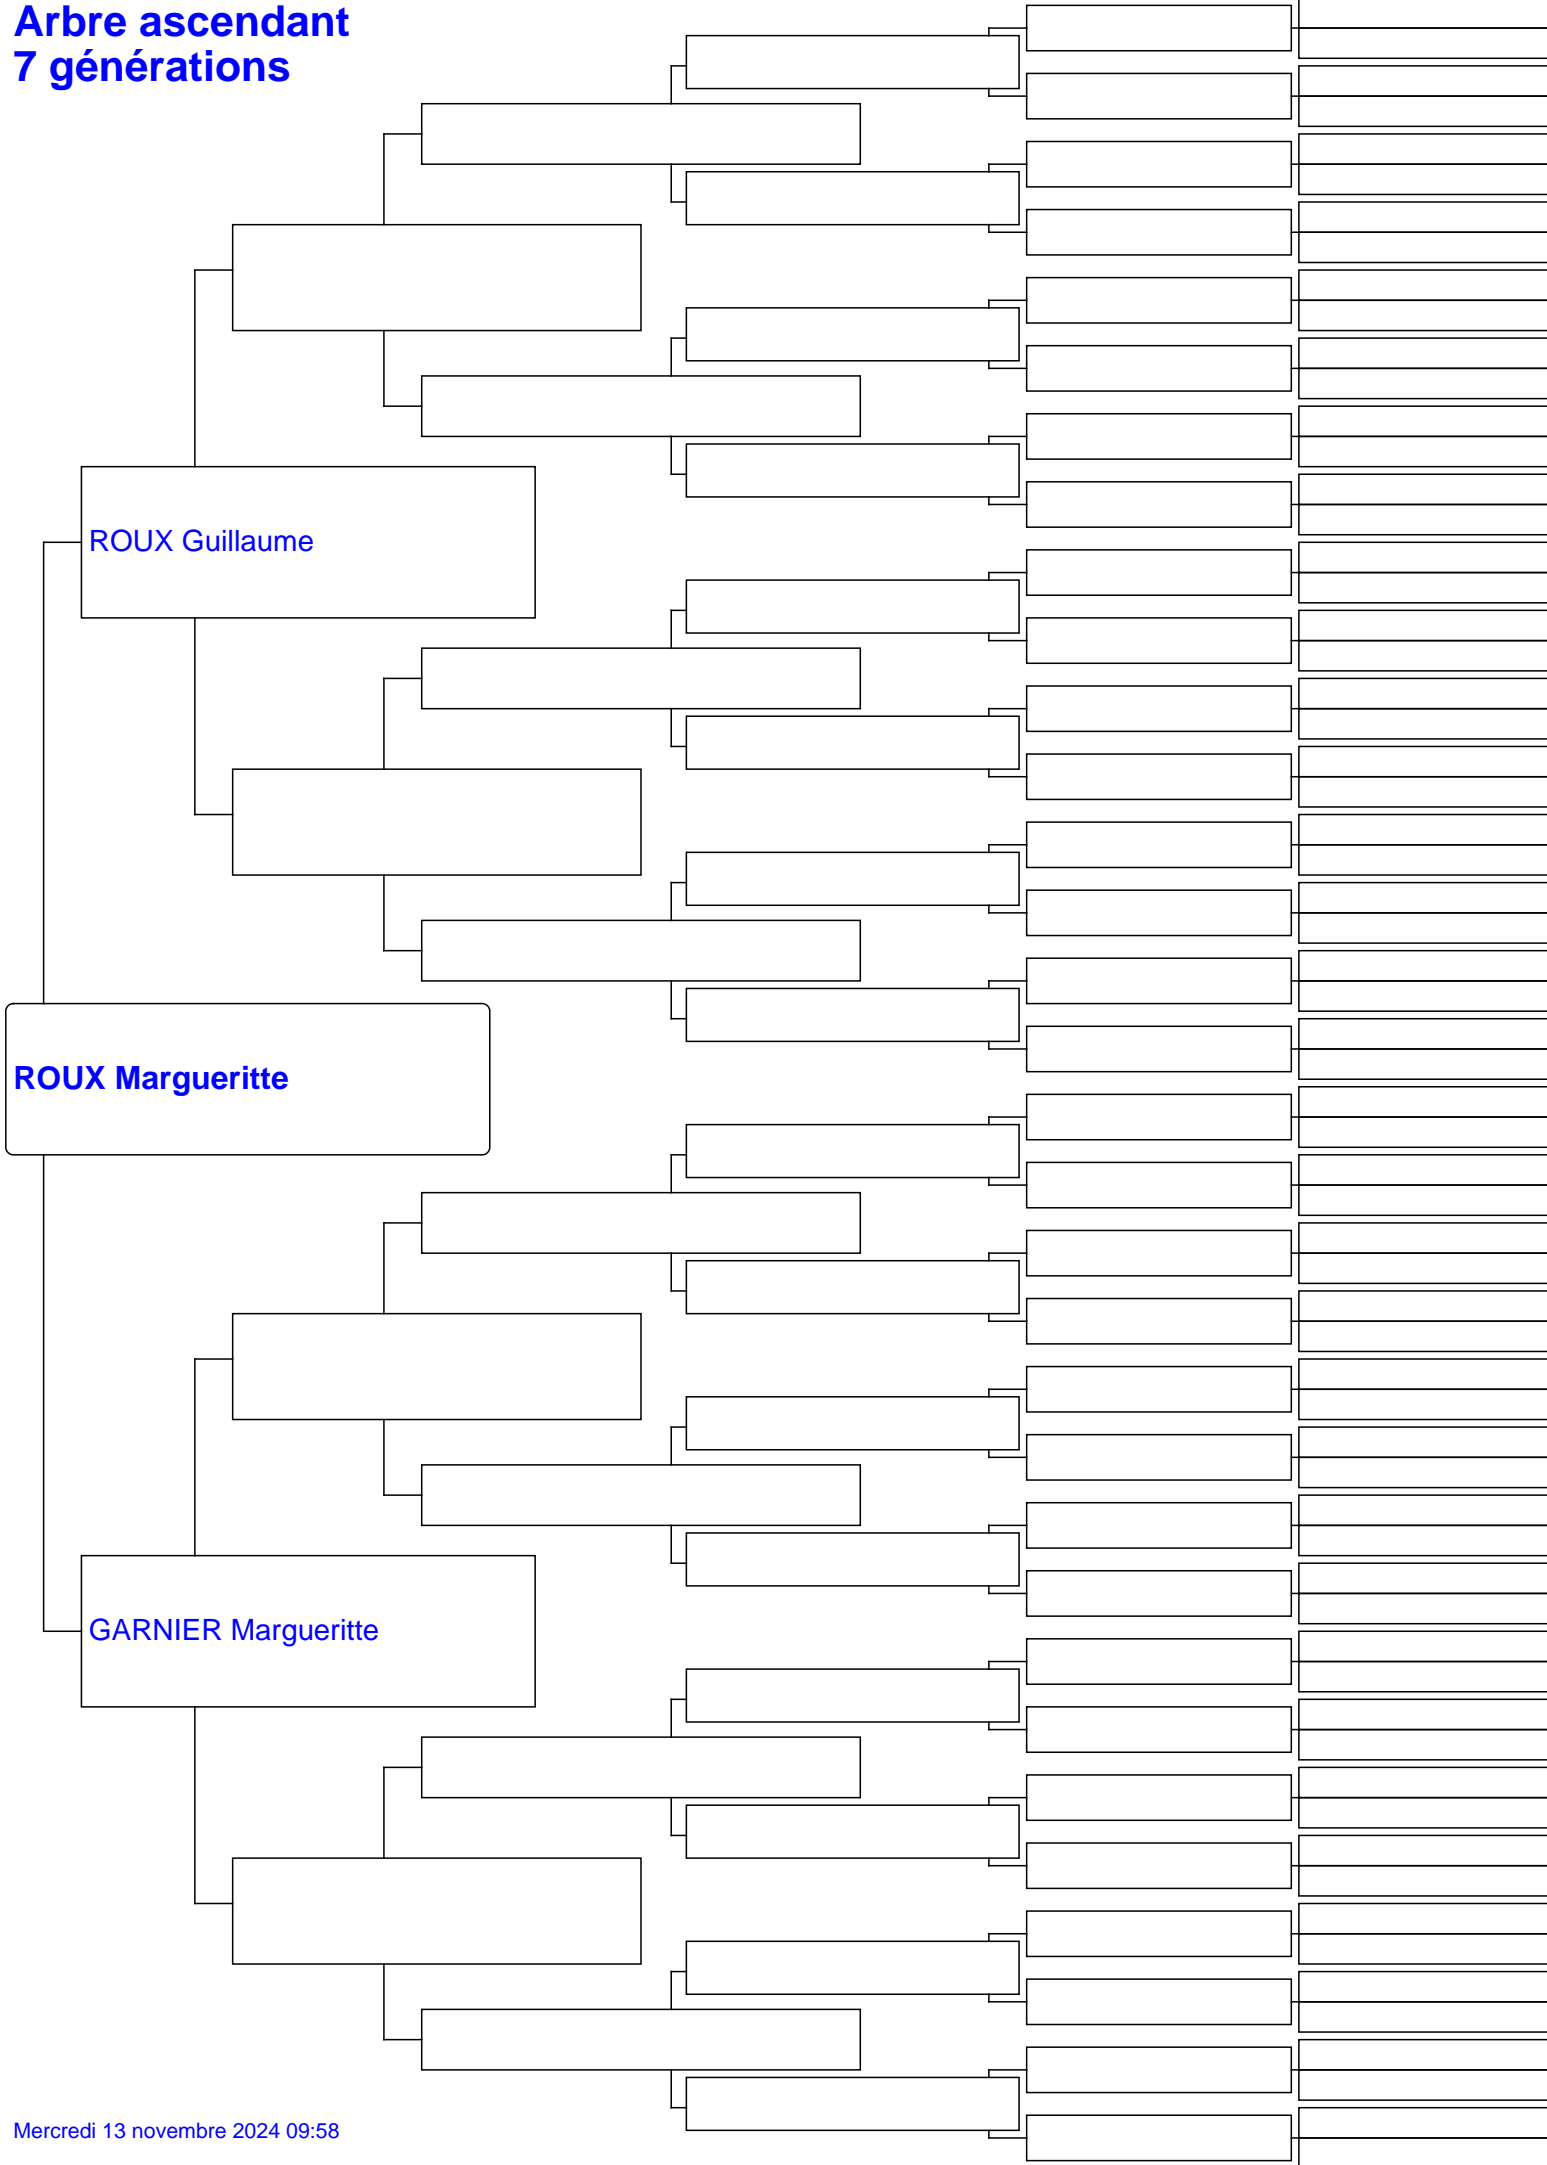 Arbre ascendant
7 générations
ROUX Guillaume
ROUX Margueritte
GARNIER Margueritte
Mercredi 13 novembre 2024 09:58